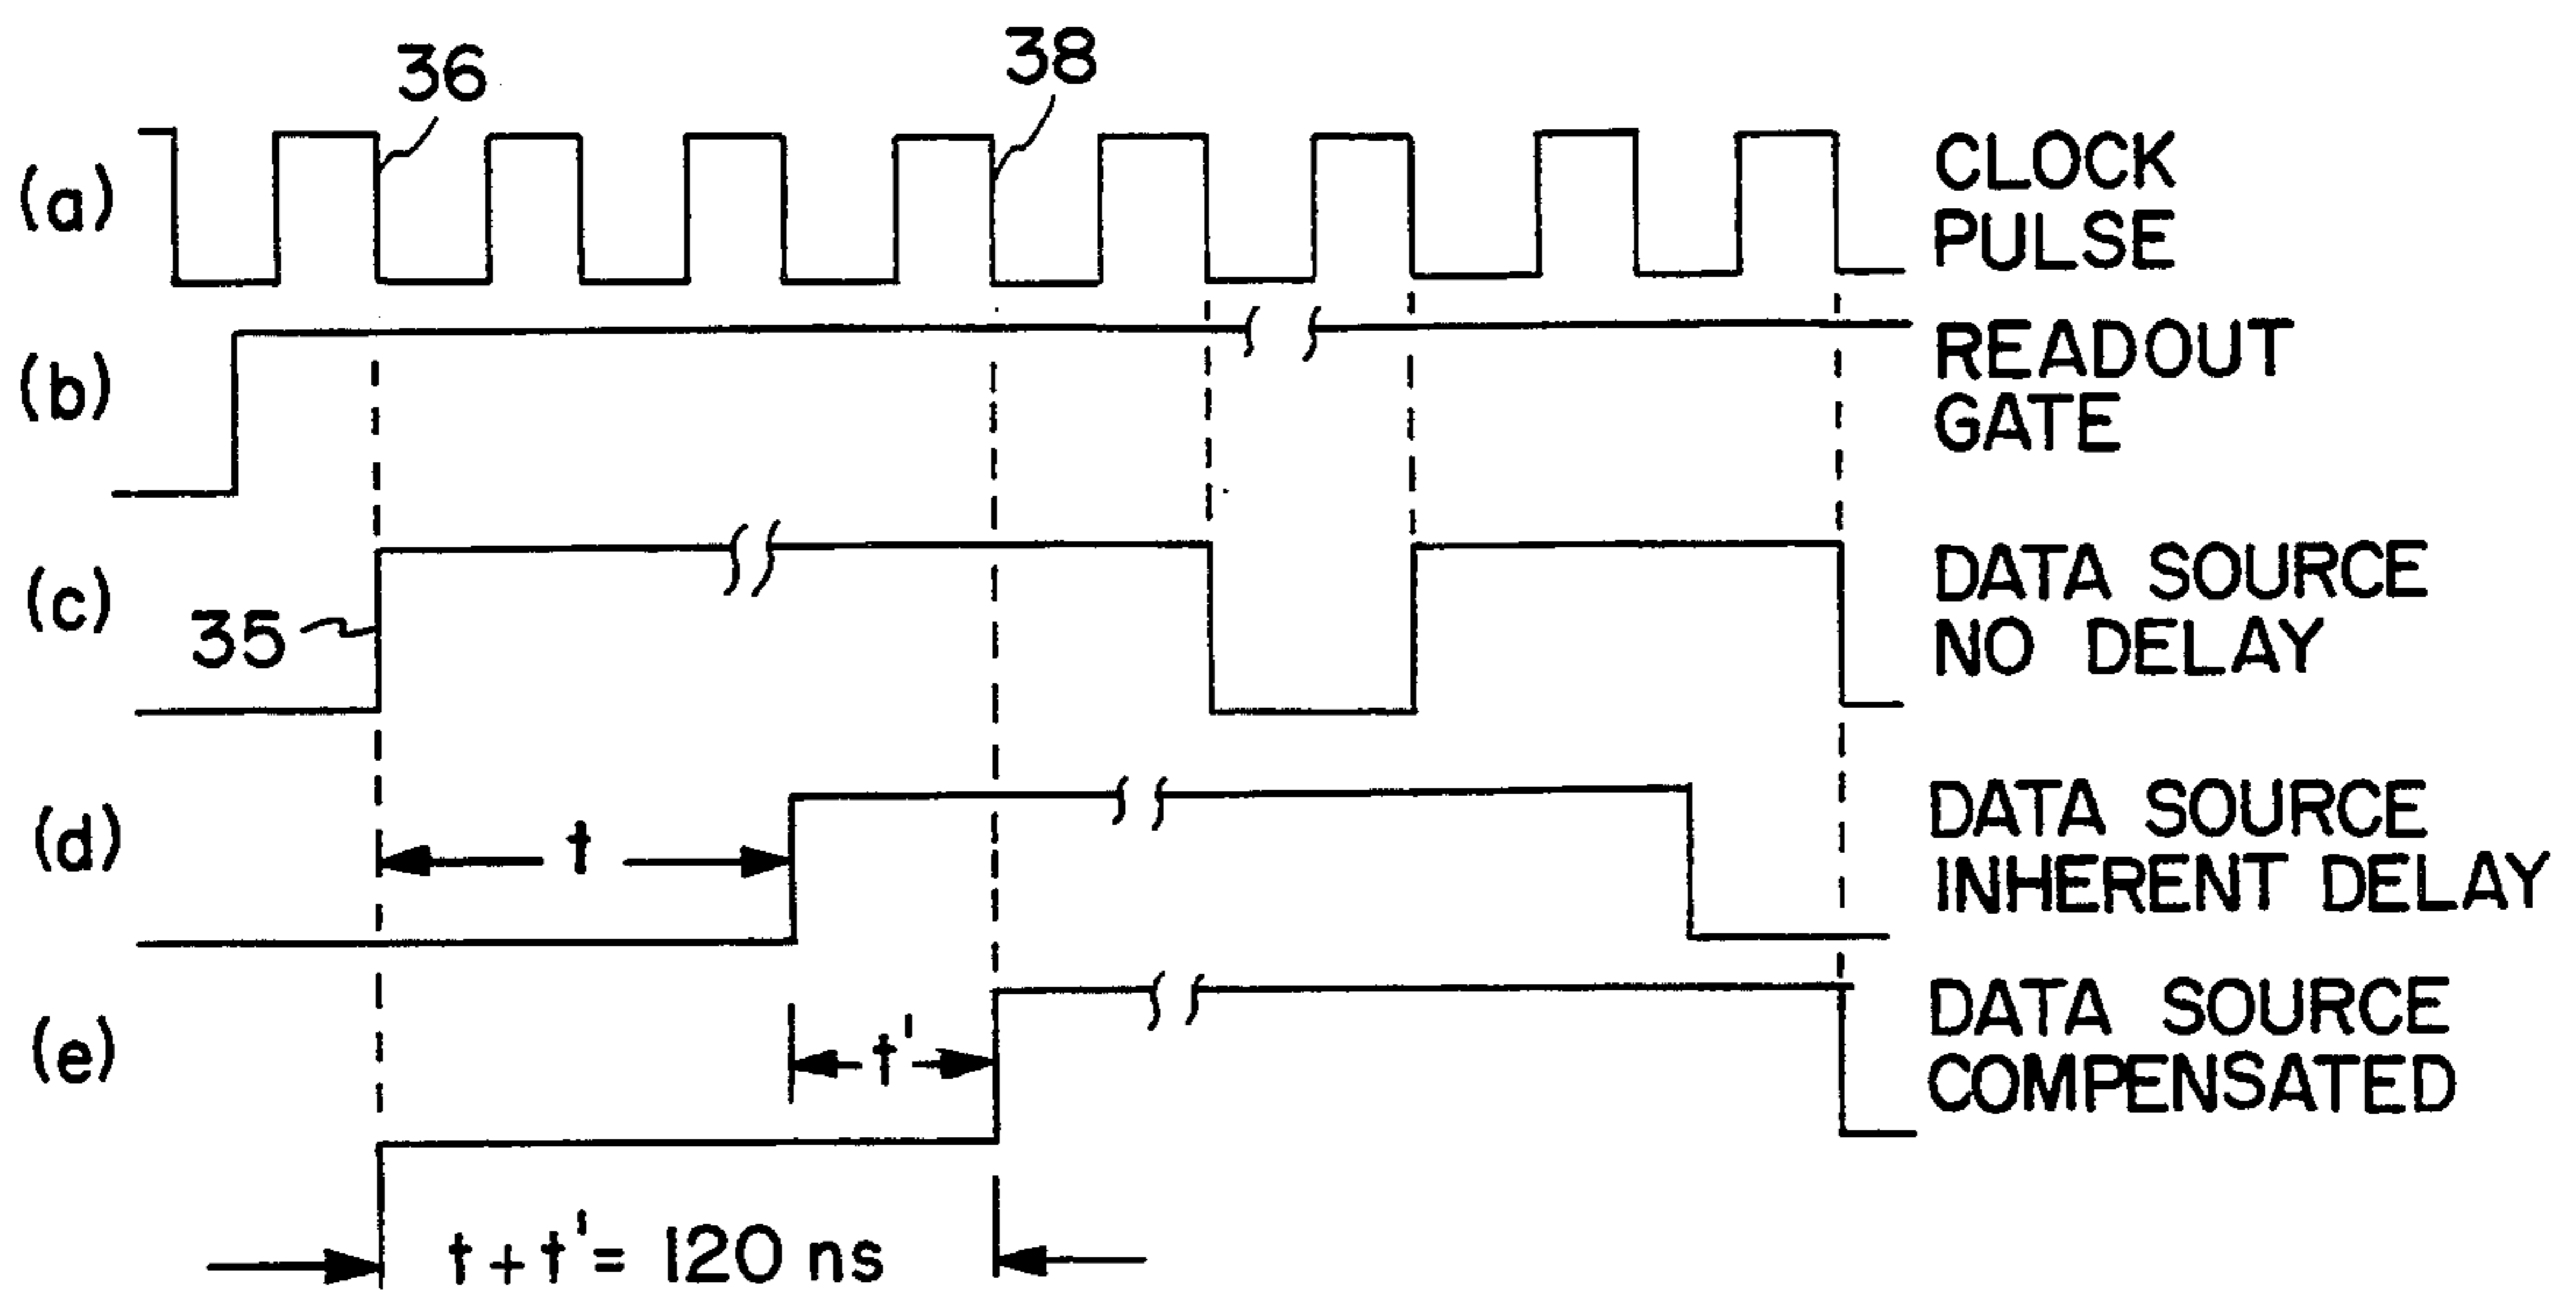 36
38
(a)
CLOCK
PULSE
(b)
READOUT
GATE
(c)
35
DATA SOURCE
NO DELAY
(d)
t
DATA SOURCE
INHERENT DELAY
(e)
t'
DATA SOURCE
COMPENSATED
t + t' = 120 ns